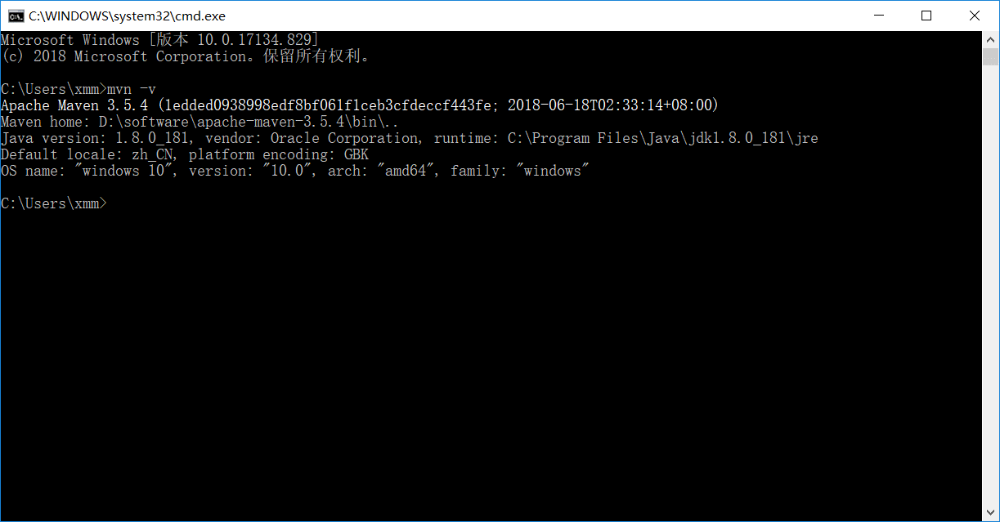 C:\WINDOWS\system32\cmd.exe
Microsoft Windows [版本 10.0.17134.829]
(c) 2018 Microsoft Corporation。保留所有权利。
C:\Users\xmm>mvn -v
Apache Maven 3.5.4 (1edded0938998edf8bf061f1ceb3cfdeccf443fe; 2018-06-18T02:33:14+08:00)
Maven home: D:\software\apache-maven-3.5.4\bin\..
Java version: 1.8.0_181, vendor: Oracle Corporation, runtime: C:\Program Files\Java\jdk1.8.0_181\jre
Default locale: zh_CN, platform encoding: GBK
OS name: "windows 10", version: "10.0", arch: "amd64", family: "windows"
C:\Users\xmm>